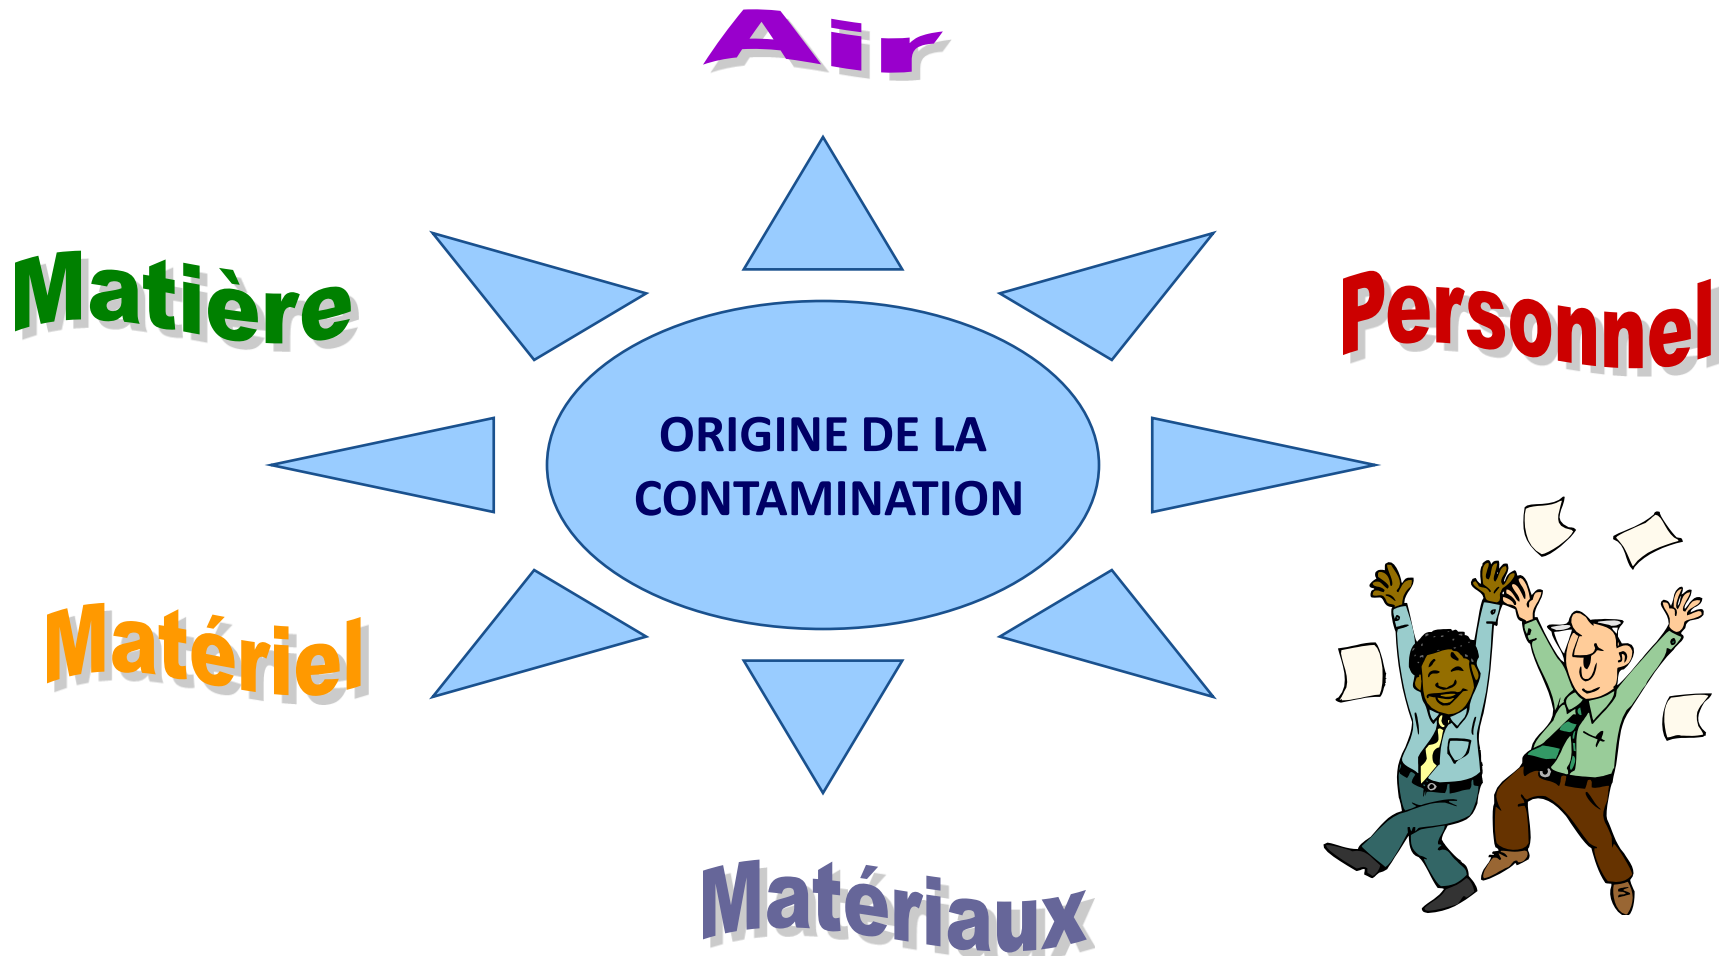 Air
Matière
Personnel
ORIGINE DE LA
CONTAMINATION
Matériel
Matériaux